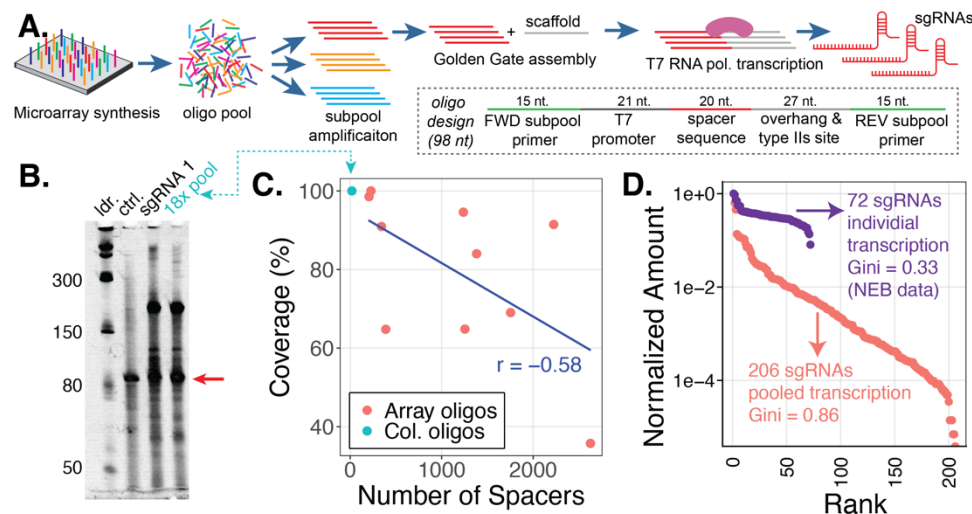 A.
Microarray synthesis
oligo pool
subpool
amplificaiton
scaffold
+
Golden Gate assembly
T7 RNA pol. transcription
sgRNAs
oligo
design
(98 nt)
15 nt. 21 nt. 20 nt. 27 nt. 15 nt.
FWD subpool T7 spacer overhang & REV subpool
primer promoter sequence type IIs site primer
B.
ldr.
ctrl.
sgRNA 1
18x pool
300
150
80
50
C.
Coverage (%)
100
80
60
40
r = −0.58
Array oligos
Col. oligos
0 1000 2000
Number of Spacers
D.
Normalized Amount
1e+0
1e−2
1e−4
72 sgRNAs
individial
transcription
Gini = 0.33
(NEB data)
206 sgRNAs
pooled transcription
Gini = 0.86
0 50 100 150 200
Rank